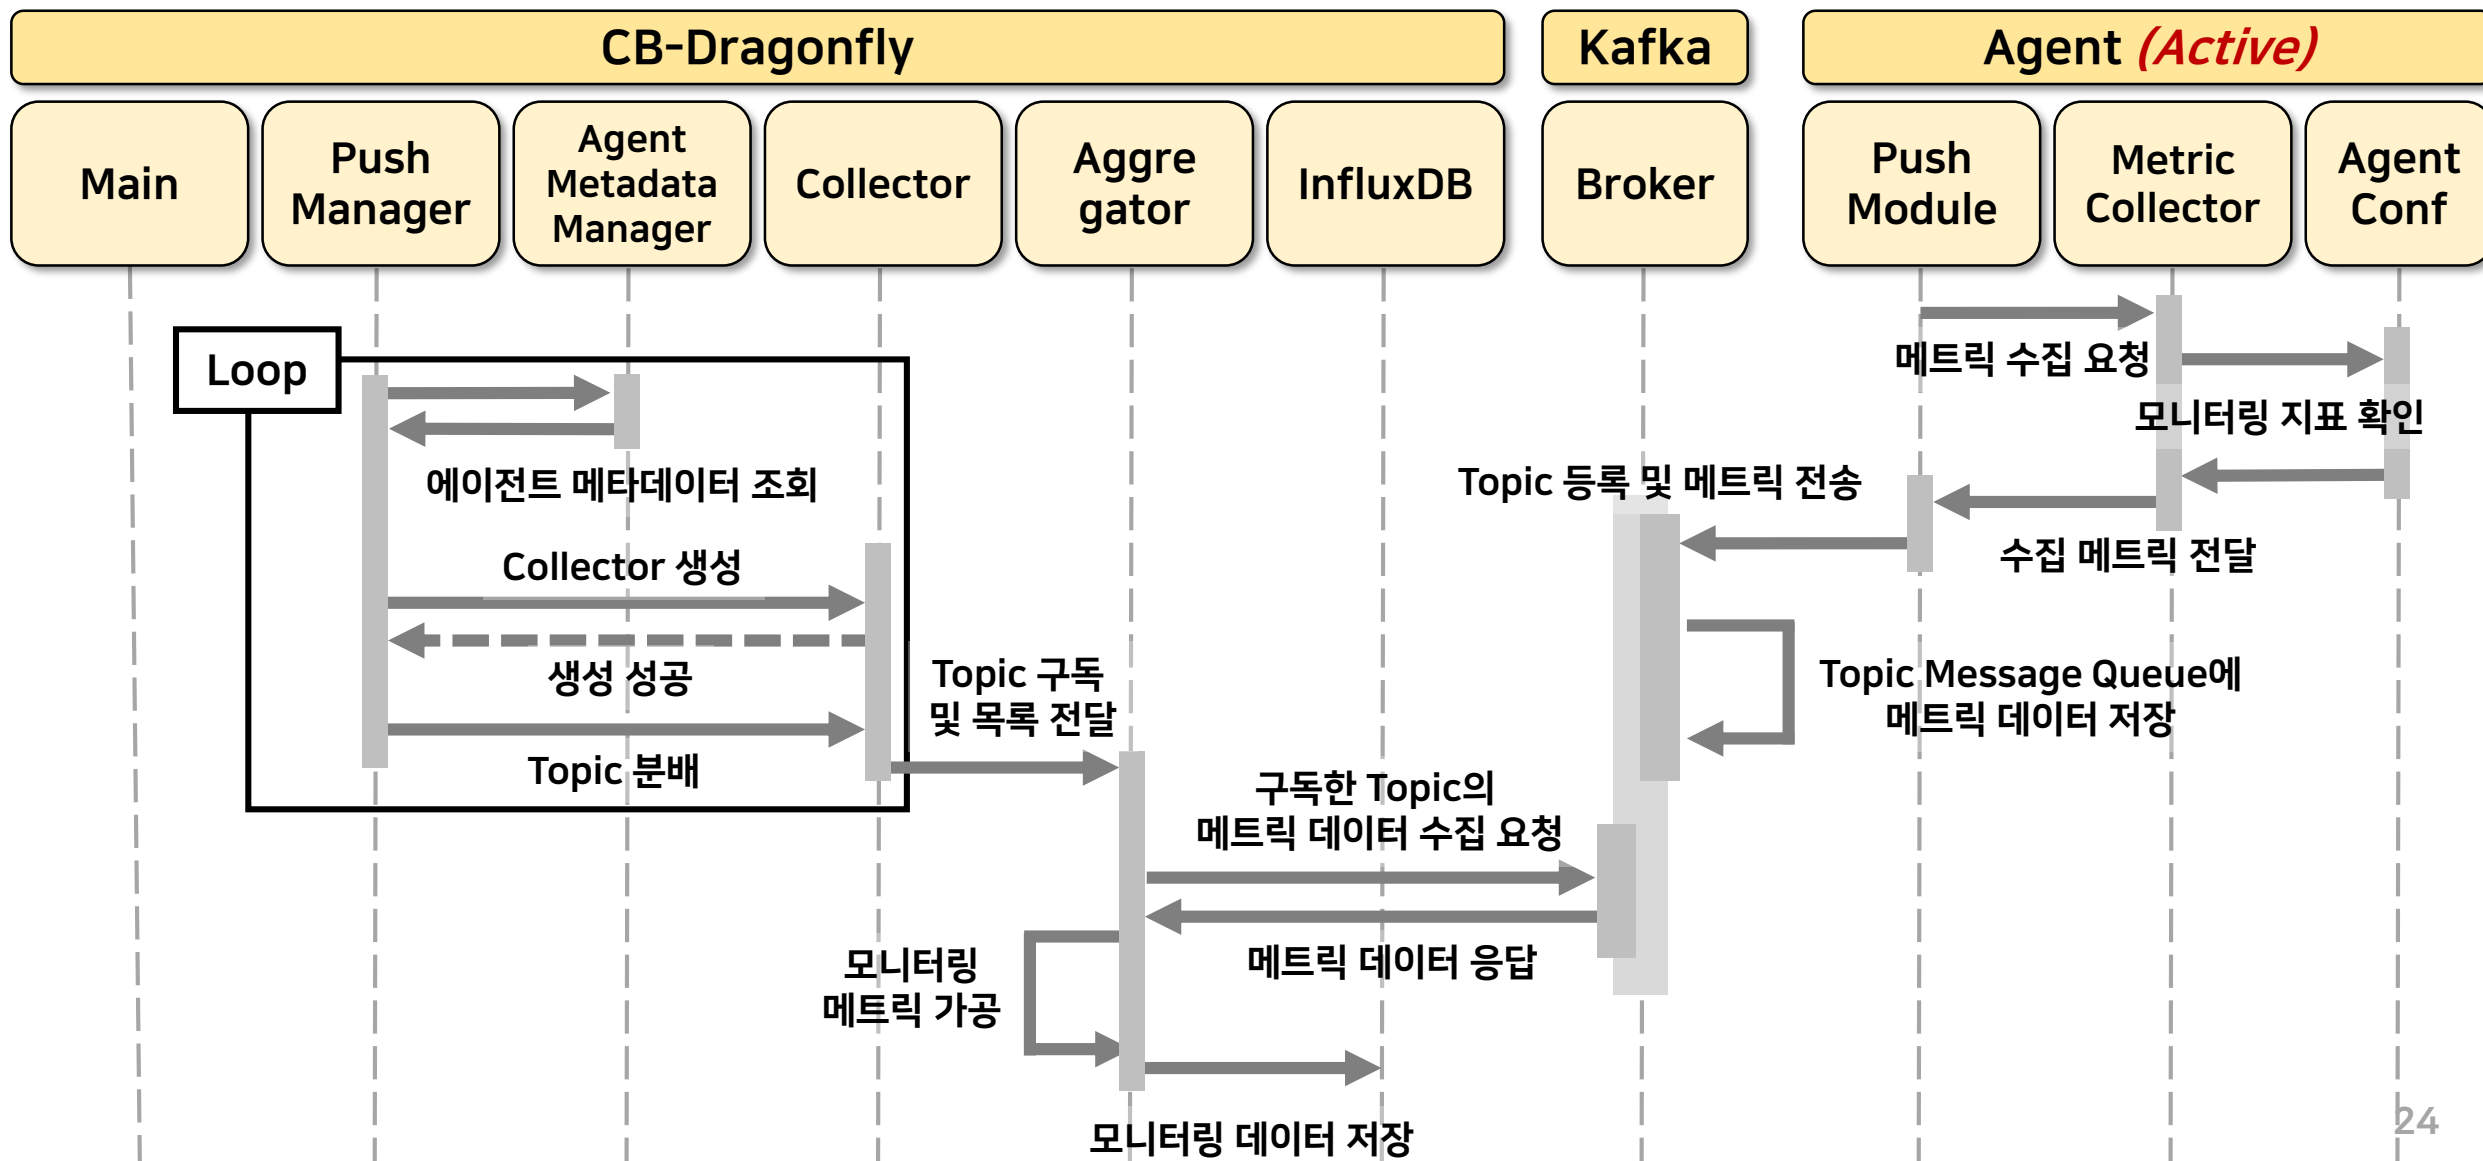 CB-Dragonfly
Kafka
Agent (Active)
Main
Push
Manager
Agent
Metadata
Manager
Collector
Aggre
gator
InfluxDB
Broker
Push
Module
Metric
Collector
Agent
Conf
Loop
메트릭 수집 요청
모니터링 지표 확인
에이전트 메타데이터 조회
Topic 등록 및 메트릭 전송
수집 메트릭 전달
Collector 생성
생성 성공
Topic 구독
및 목록 전달
Topic Message Queue에
메트릭 데이터 저장
Topic 분배
구독한 Topic의
메트릭 데이터 수집 요청
메트릭 데이터 응답
모니터링
메트릭 가공
모니터링 데이터 저장
24